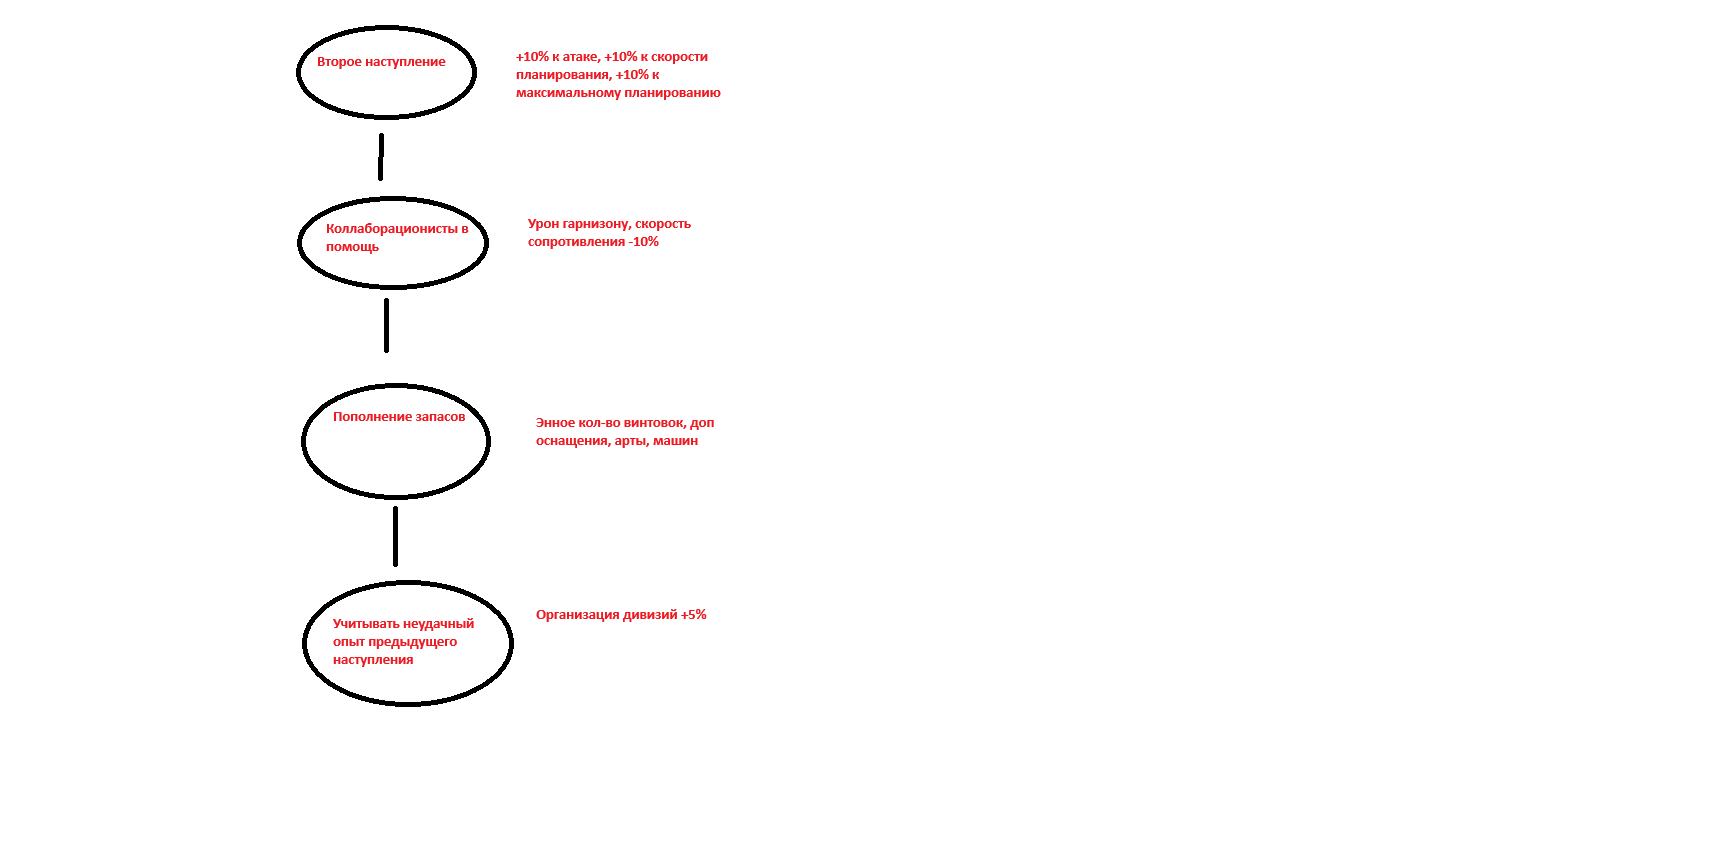 Второе наступление
+10% к атаке, +10% к скорости
планирования, +10% к
максимальному планированию
Коллаборационисты в
помощь
Урон гарнизону, скорость
сопротивления -10%
Пополнение запасов
Энное кол-во винтовок, доп
оснащения, арты, машин
Учитывать неудачный
опыт предыдущего
наступления
Организация дивизий +5%